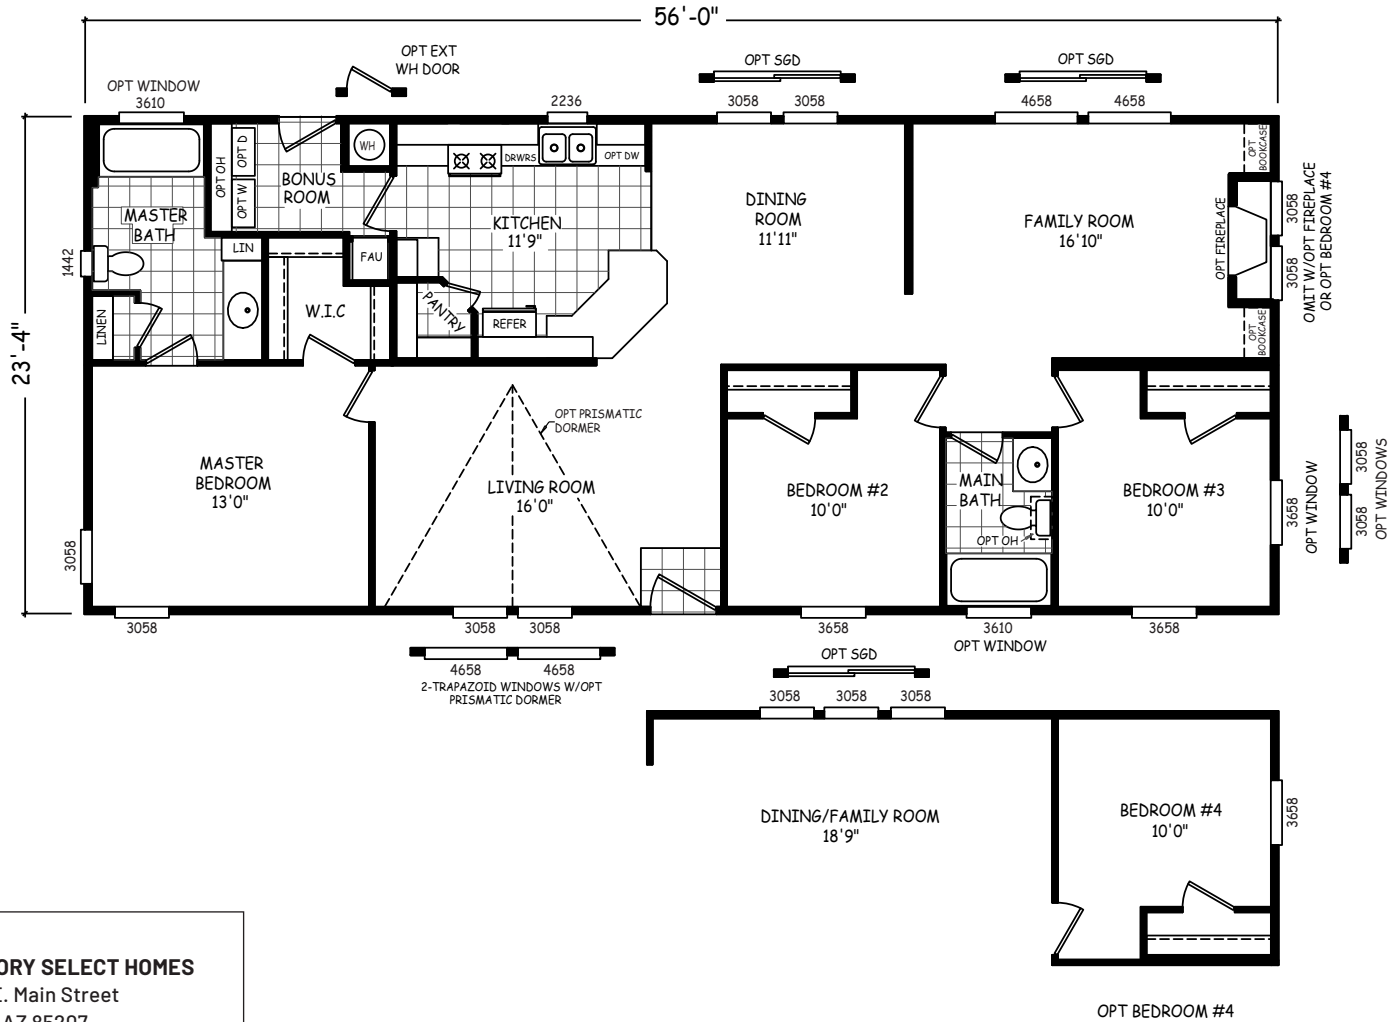 56'-0"
OPT EXT
WH DOOR
OPT SGD
OPT SGD
OPT WINDOW
3610
2236
3058
3058
4658
4658
OPT OH
OPT D
OPT W
WH
DRWRS
OPT DW
OPT
BOOKCASE
BONUS
ROOM
MASTER
BATH
KITCHEN
11'9"
DINING
ROOM
11'11"
FAMILY ROOM
16'10"
OPT FIREPLACE
3058
3058
OMIT W/OPT FIREPLACE
OR OPT BEDROOM #4
1442
LIN
FAU
W.I.C
LINEN
PANTRY
REFER
OPT
BOOKCASE
23'-4"
OPT PRISMATIC
DORMER
MASTER
BEDROOM
13'0"
LIVING ROOM
16'0"
BEDROOM #2
10'0"
MAIN
BATH
OPT OH
BEDROOM #3
10'0"
3658
OPT WINDOW
3058
3058
OPT WINDOWS
3058
3058
3058
3058
3658
3610
OPT WINDOW
3658
4658
4658
2-TRAPAZOID WINDOWS W/OPT
PRISMATIC DORMER
OPT SGD
3058
3058
3058
DINING/FAMILY ROOM
18'9"
BEDROOM #4
10'0"
3658
OPT BEDROOM #4
ORY SELECT HOMES
E. Main Street
AZ 85207